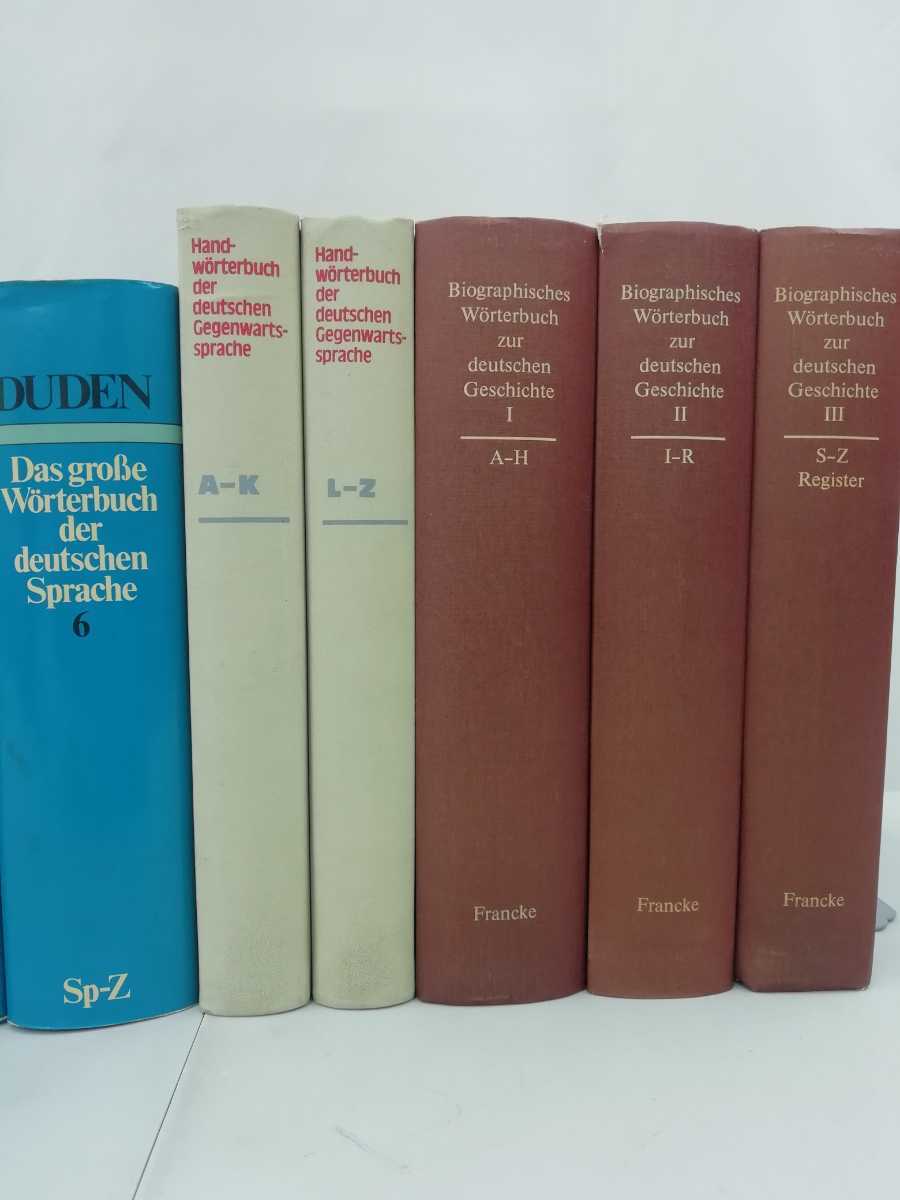 DUDEN
Das große
Wörterbuch
der
deutschen
Sprache
6
Sp-Z
Hand-
wörterbuch
der
deutschen
Gegenwarts-
sprache
A-K
Hand-
wörterbuch
der
deutschen
Gegenwarts-
sprache
L-Z
Biographisches
Wörterbuch
zur
deutschen
Geschichte
I
A-H
Francke
Biographisches
Wörterbuch
zur
deutschen
Geschichte
II
I-R
Francke
Biographisches
Wörterbuch
zur
deutschen
Geschichte
III
S-Z
Register
Francke